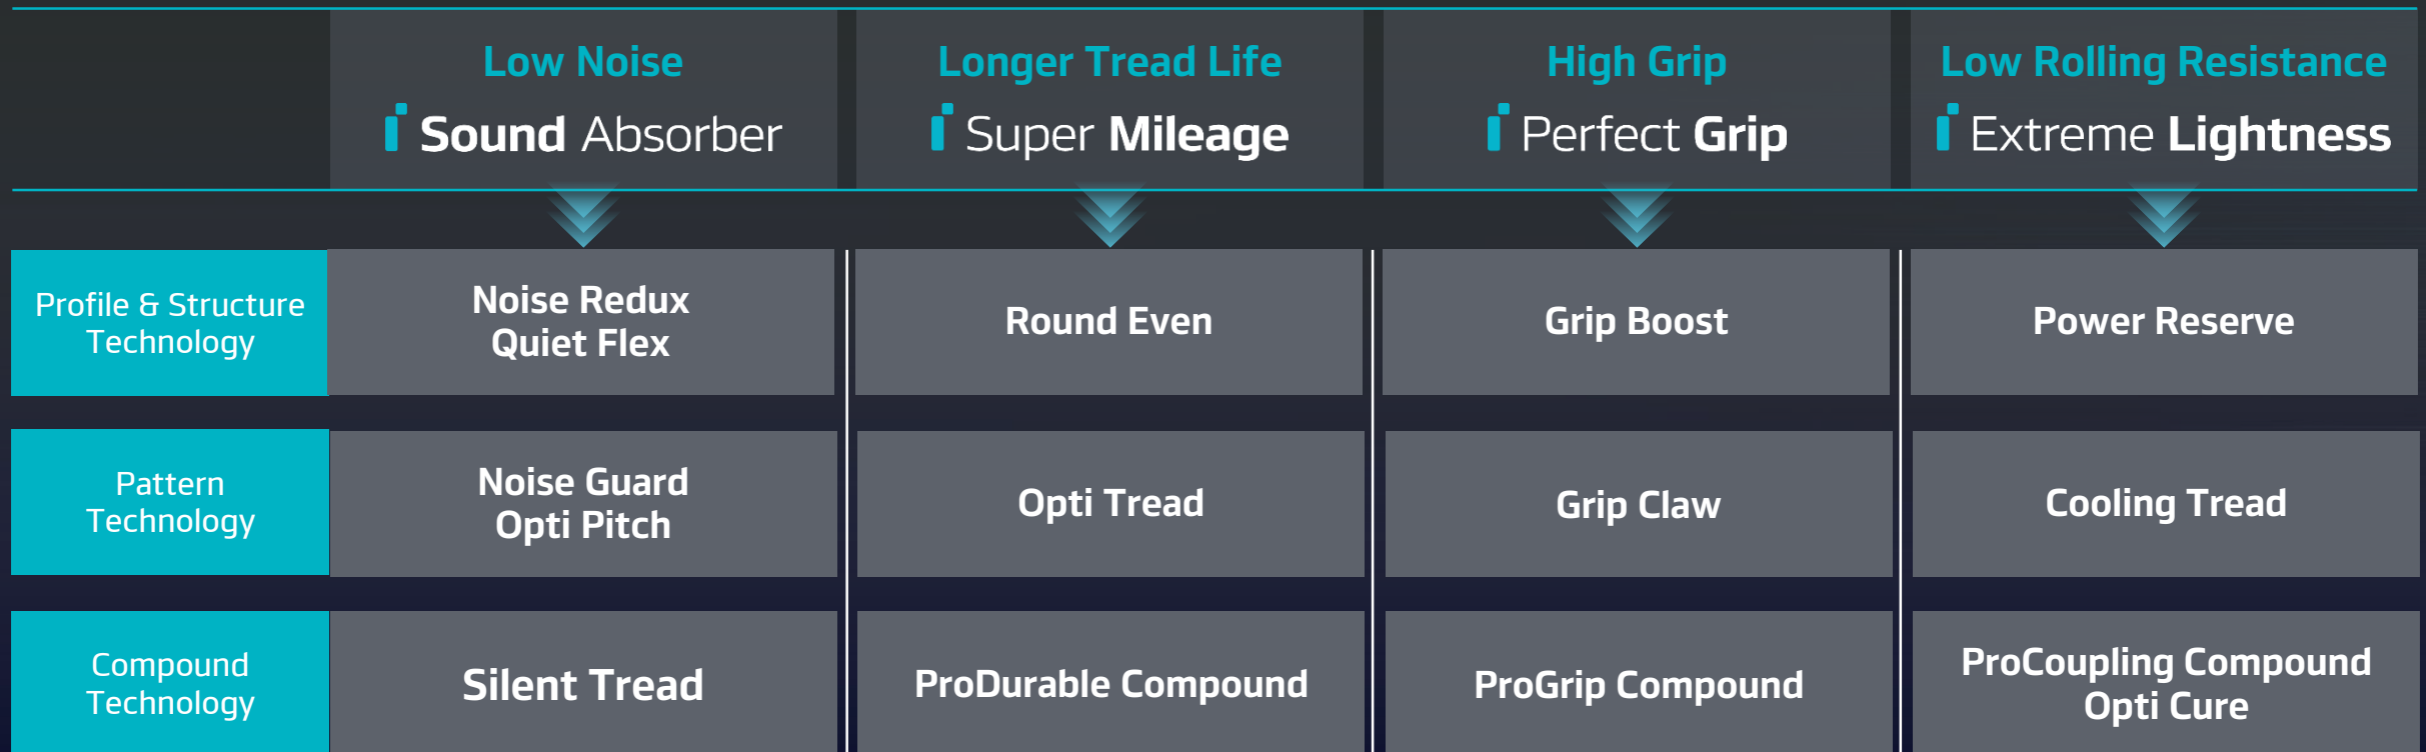 Low Noise
Sound Absorber
Longer Tread Life
Super Mileage
High Grip
Perfect Grip
Low Rolling Resistance
Extreme Lightness
Profile & Structure
Technology
Noise Redux
Quiet Flex
Round Even
Grip Boost
Power Reserve
Pattern
Technology
Noise Guard
Opti Pitch
Opti Tread
Grip Claw
Cooling Tread
Compound
Technology
Silent Tread
ProDurable Compound
ProGrip Compound
ProCoupling Compound
Opti Cure